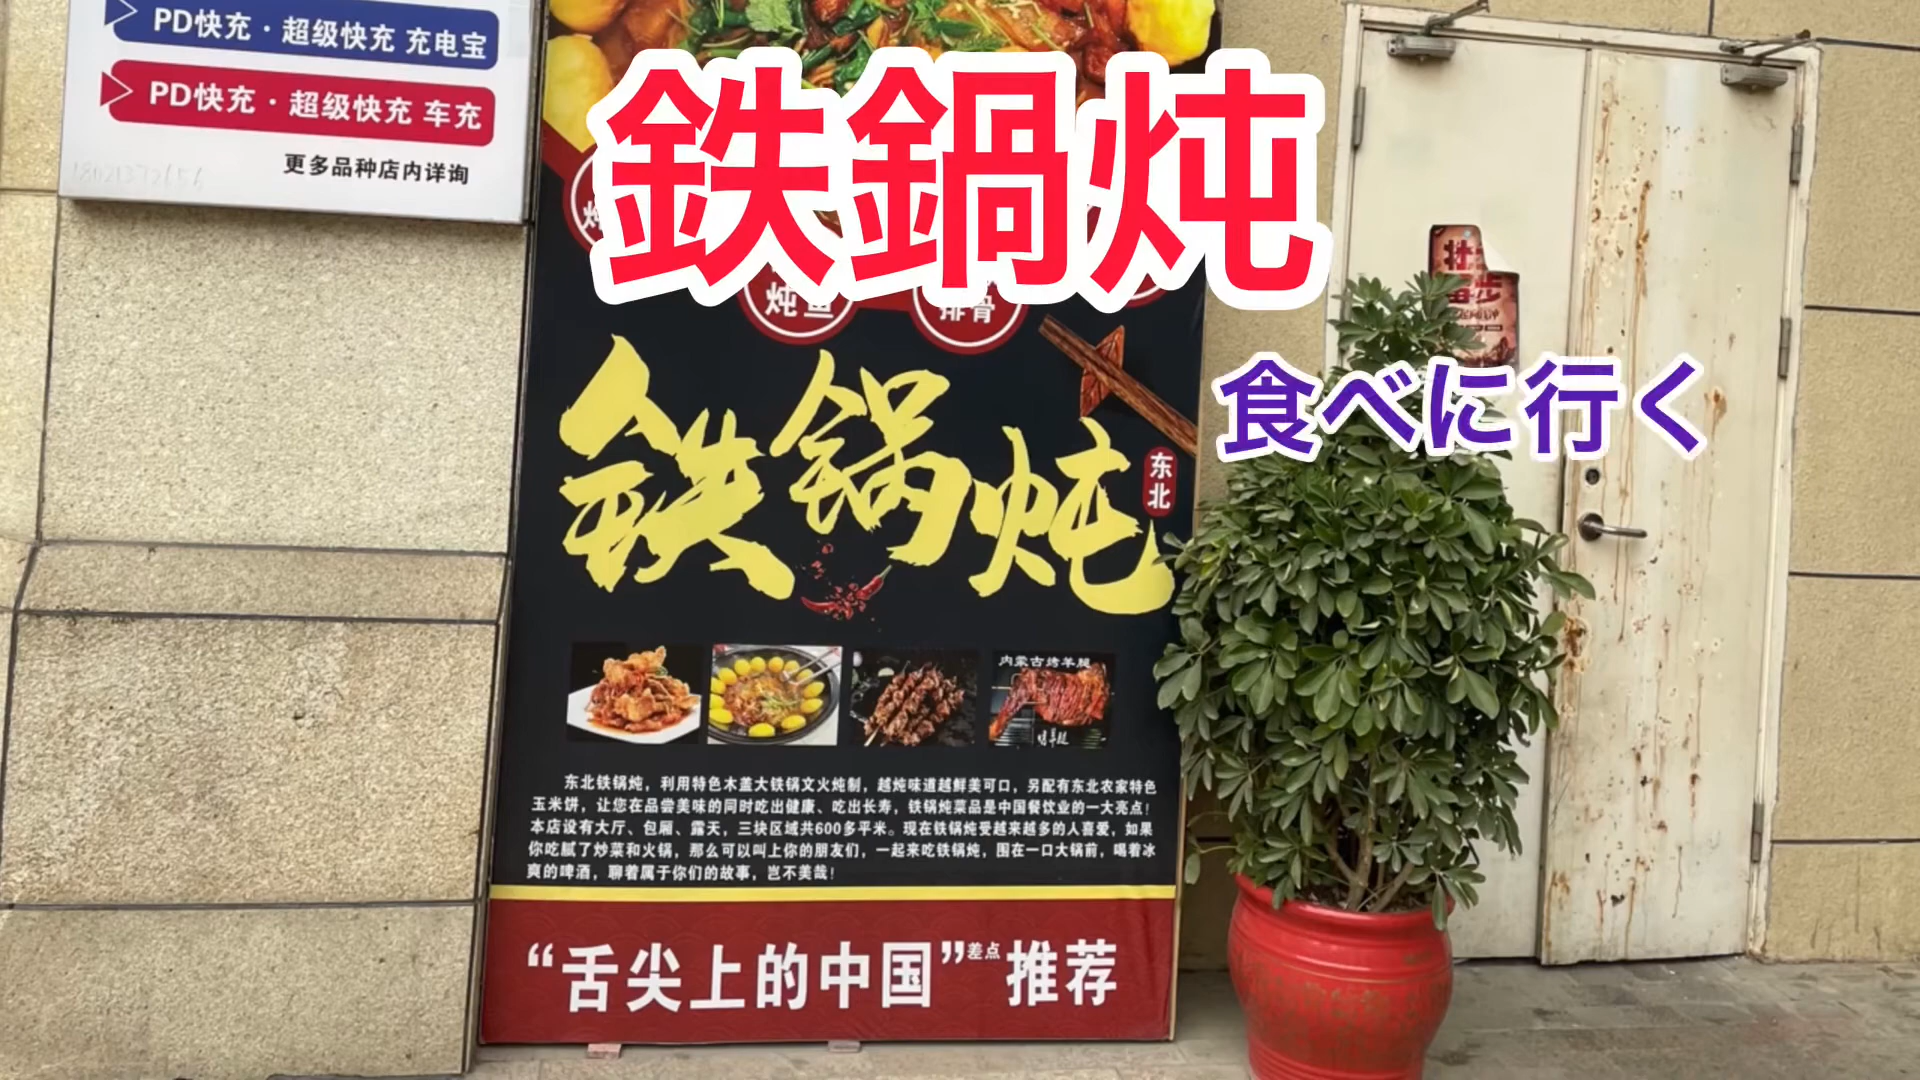 PD快充·超级快充 充电宝
PD快充·超级快充 车充
更多品种店内详询
鉄鍋炖
食べに行く
炖鱼
排骨
铁锅炖
东北
内蒙古烤羊腿
东北铁锅炖，利用特色木盖大铁锅文火炖制，越炖味道越鲜美可口，另配有东北农家特色
玉米饼，让您在品尝美味的同时吃出健康、吃出长寿，铁锅炖菜品是中国餐饮业的一大亮点！
本店设有大厅、包厢、露天，三块区域共600多平米。现在铁锅炖受越来越多的人喜爱，如果
你吃腻了炒菜和火锅，那么可以叫上你的朋友们，一起来吃铁锅炖，围在一口大锅前，喝着冰
爽的啤酒，聊着属于你们的故事，岂不美哉！
“舌尖上的中国”差点推荐